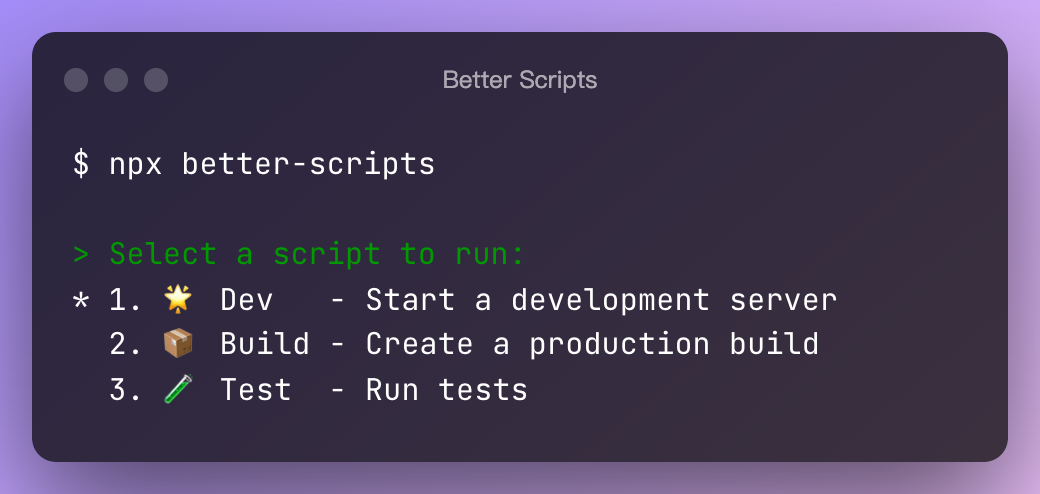 Better Scripts
$ npx better-scripts
> Select a script to run:
* 1. 🌟 Dev   - Start a development server
  2. 📦 Build - Create a production build
  3. 🧪 Test  - Run tests